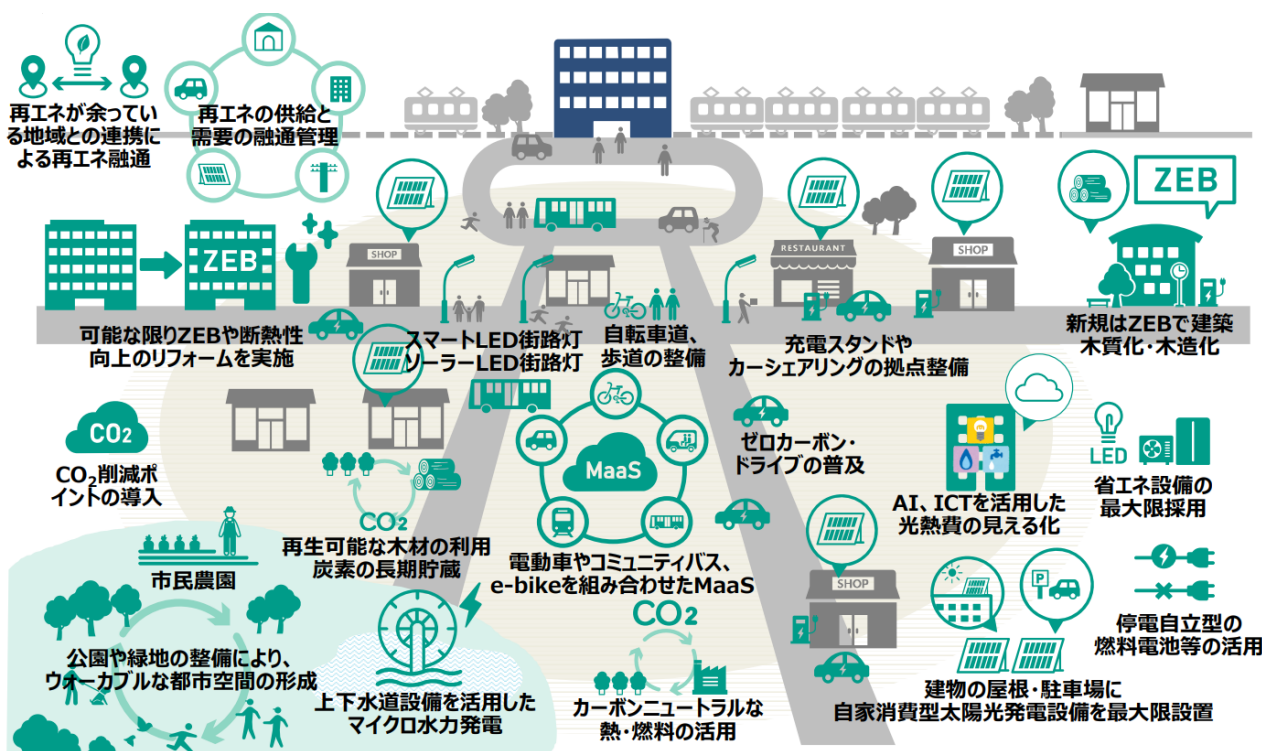 再エネが余ってい
る地域との連携に
よる再エネ融通
再エネの供給と
需要の融通管理
ZEB
可能な限りZEBや断熱性
向上のリフォームを実施
SHOP
スマートLED街路灯
ソーラーLED街路灯
自転車道、
歩道の整備
RESTAURANT
SHOP
充電スタンドや
カーシェアリングの拠点整備
ZEB
新規はZEBで建築
木質化・木造化
CO2
CO2削減ポ
イントの導入
CO2
再生可能な木材の利用
炭素の長期貯蔵
MaaS
電動車やコミュニティバス、
e-bikeを組み合わせたMaaS
ゼロカーボン・
ドライブの普及
AI、ICTを活用した
光熱費の見える化
LED
省エネ設備の
最大限採用
市民農園
公園や緑地の整備により、
ウォーカブルな都市空間の形成
上下水道設備を活用した
マイクロ水力発電
CO2
カーボンニュートラルな
熱・燃料の活用
SHOP
P
建物の屋根・駐車場に
自家消費型太陽光発電設備を最大限設置
停電自立型の
燃料電池等の活用